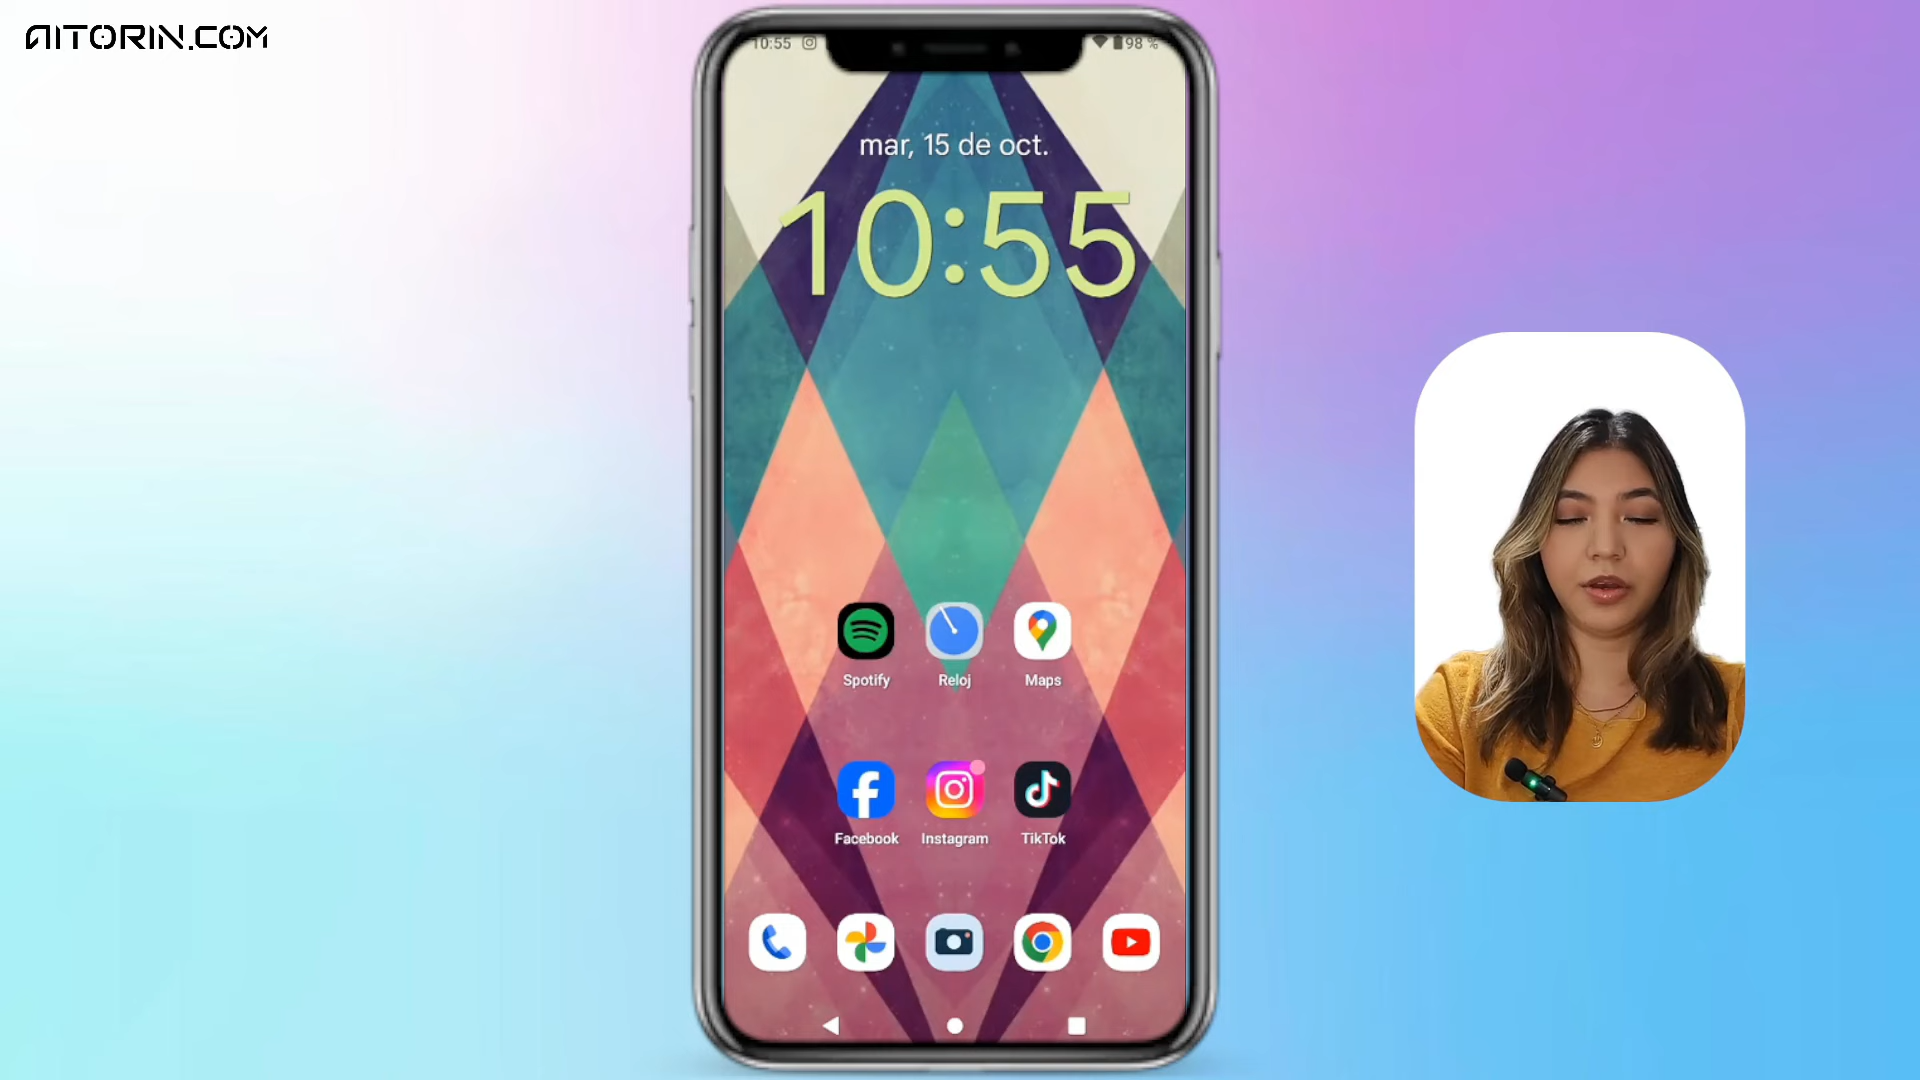 AITORIN.COM
10:55
98 %
mar, 15 de oct.
10:55
Spotify
Reloj
Maps
Facebook
Instagram
TikTok